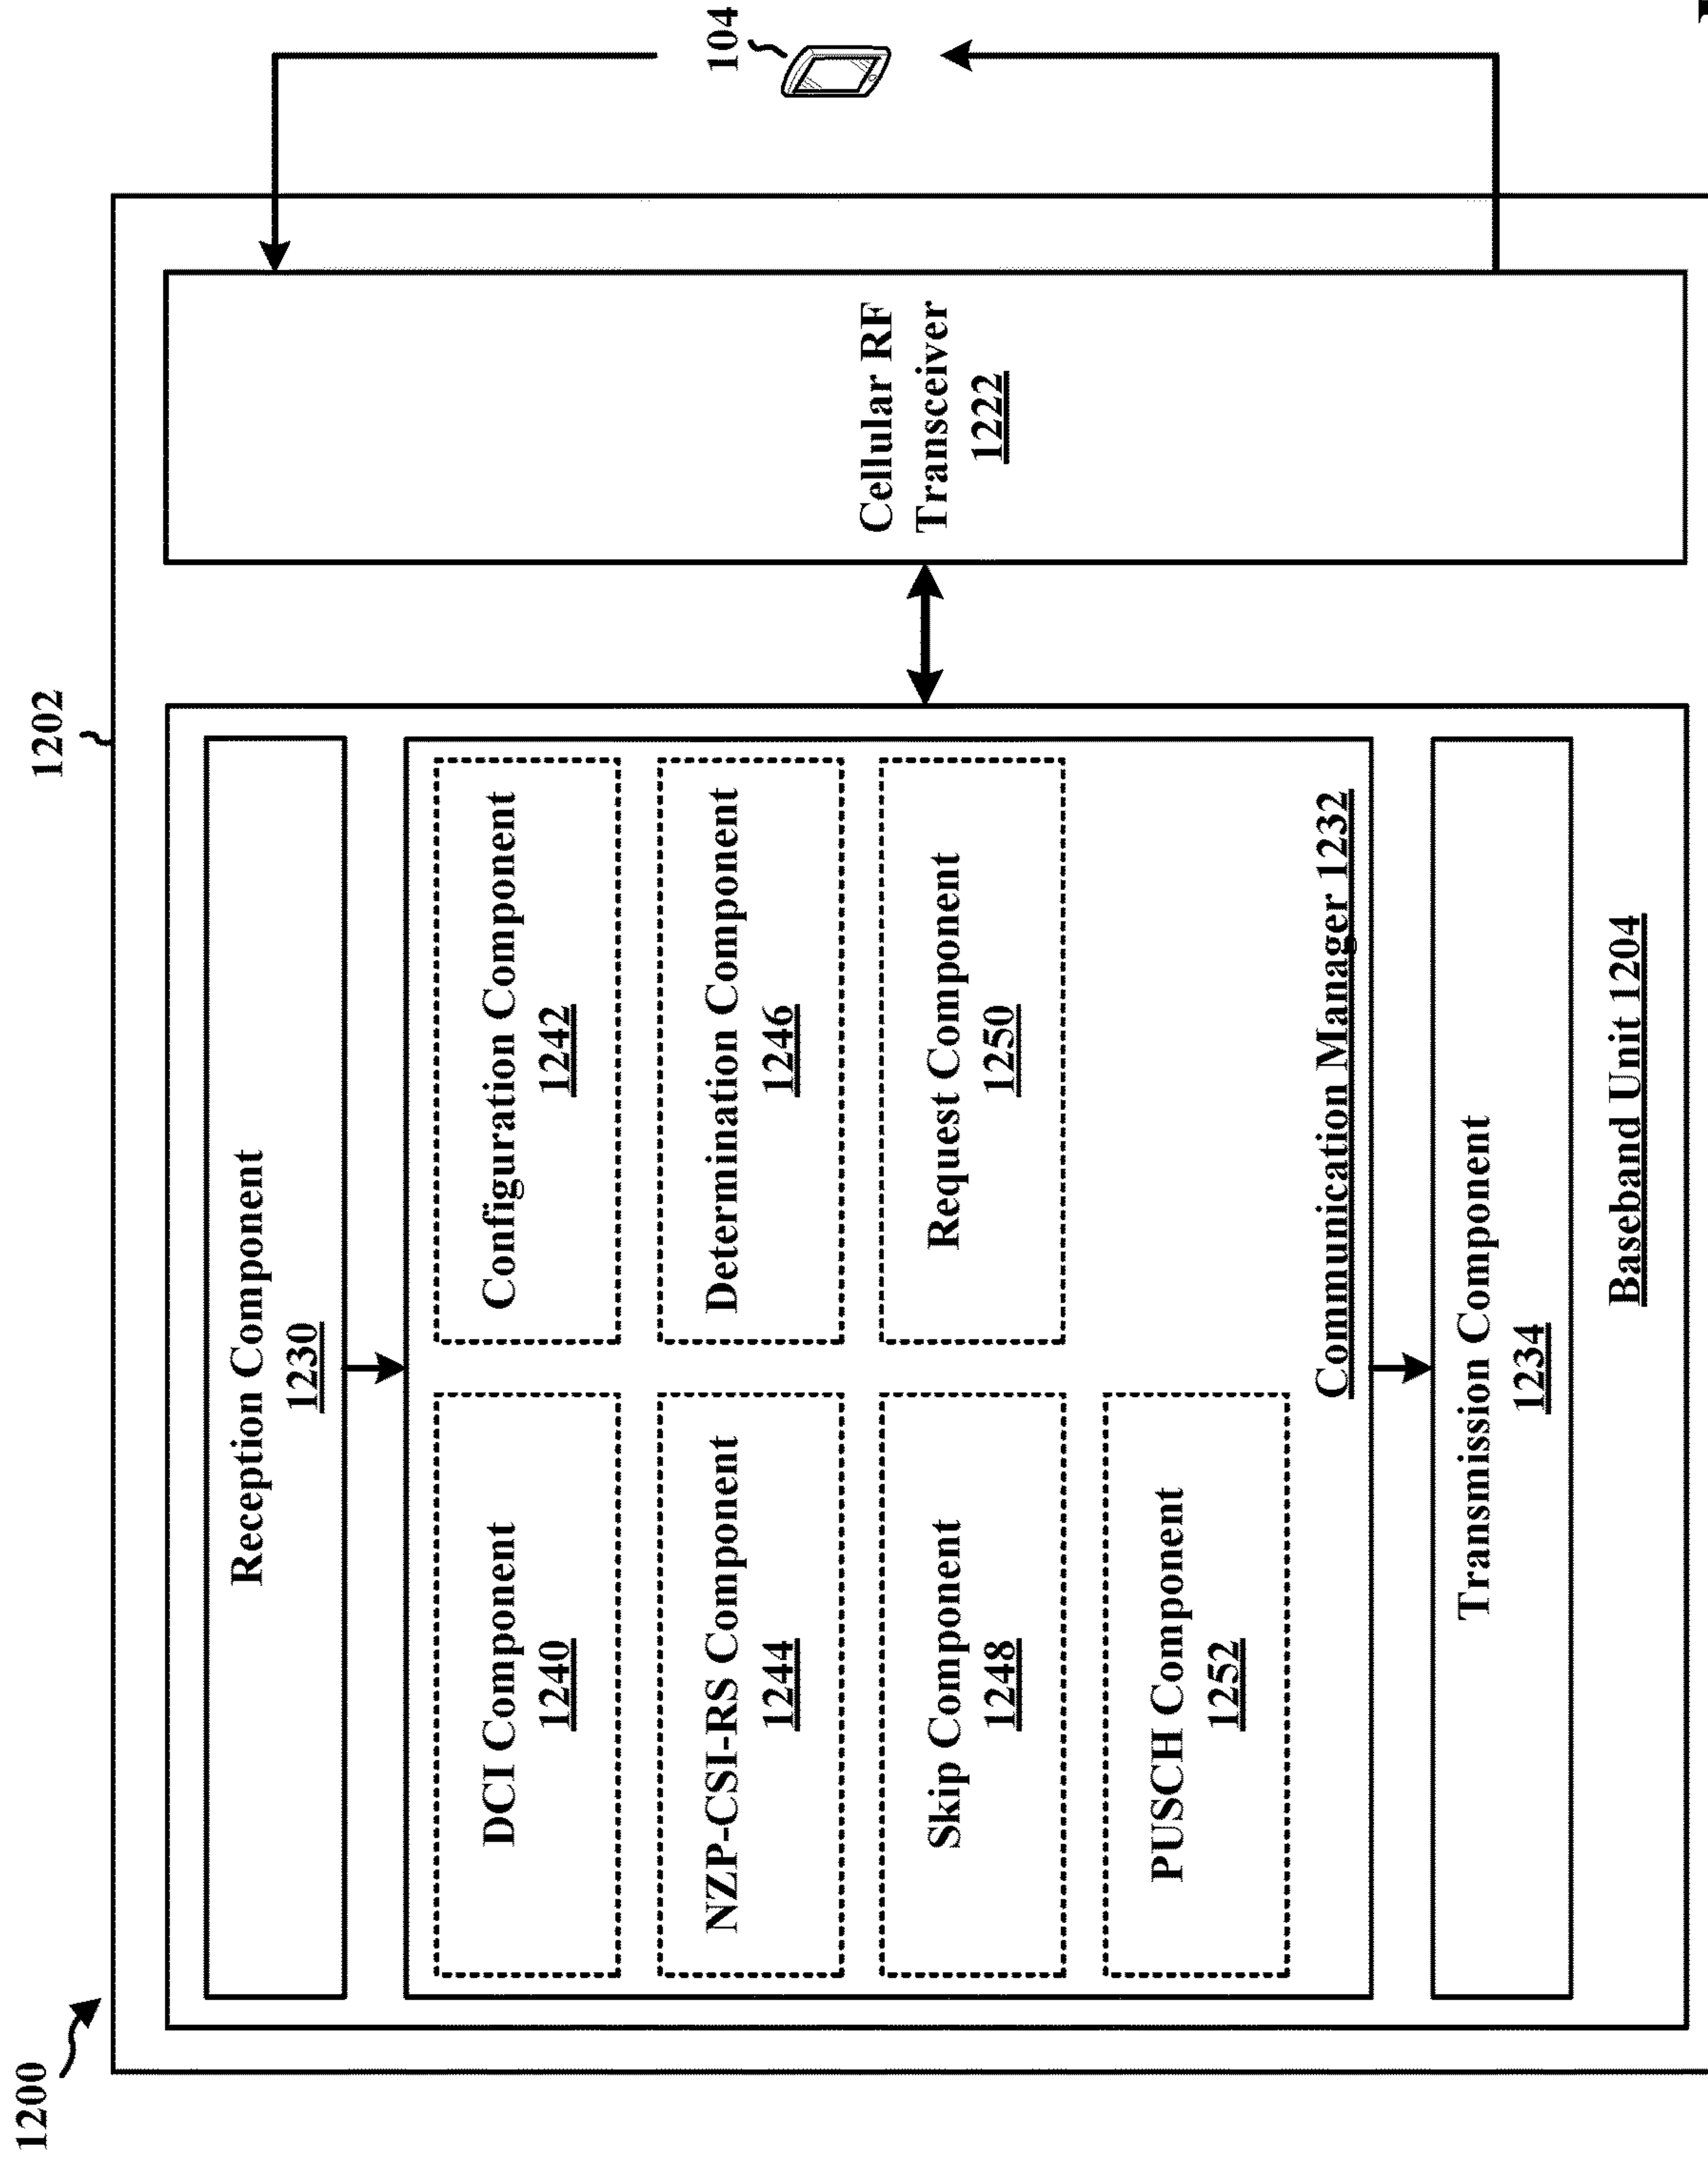 1200
1202
Reception Component
1230
DCI Component
1240
Configuration Component
1242
NZP-CSI-RS Component
1244
Determination Component
1246
Skip Component
1248
Request Component
1250
PUSCH Component
1252
Communication Manager 1232
Transmission Component
1234
Baseband Unit 1204
Cellular RF
Transceiver
1222
104